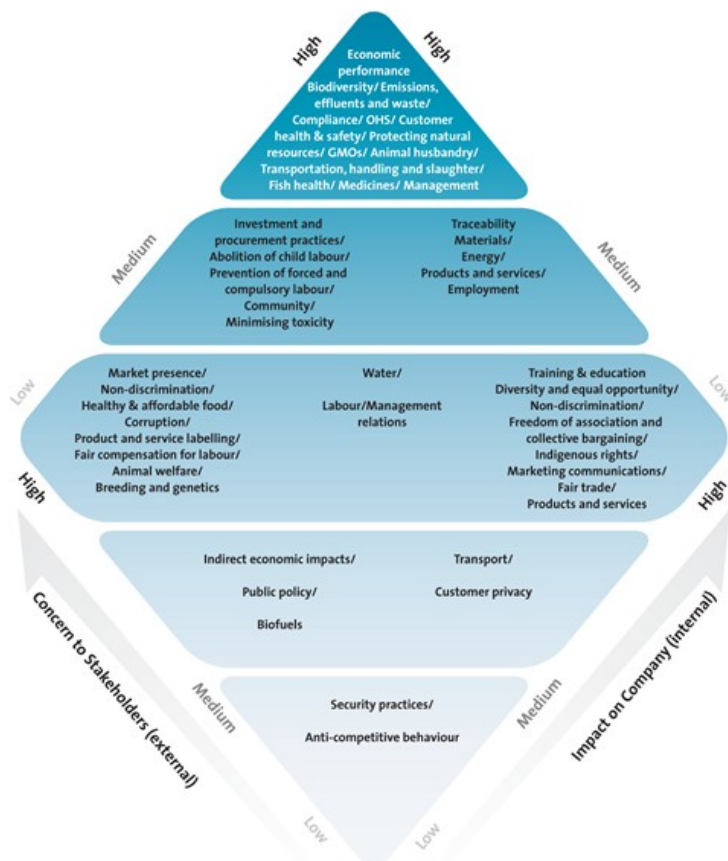 High
High
Economic
performance
Biodiversity/ Emissions,
effluents and waste/
Compliance/ OHS/ Customer
health & safety/ Protecting natural
resources/ GMOs/ Animal husbandry/
Transportation, handling and slaughter/
Fish health/ Medicines/ Management
Medium
Investment and
procurement practices/
Abolition of child labour/
Prevention of forced and
compulsory labour/
Community/
Minimising toxicity
Traceability
Materials/
Energy/
Products and services/
Employment
Medium
Low
Market presence/
Non-discrimination/
Healthy & affordable food/
Corruption/
Product and service labelling/
Fair compensation for labour/
Animal welfare/
Breeding and genetics
Water/
Labour/Management
relations
Training & education
Diversity and equal opportunity/
Non-discrimination/
Freedom of association and
collective bargaining/
Indigenous rights/
Marketing communications/
Fair trade/
Products and services
Low
High
High
Indirect economic impacts/
Public policy/
Biofuels
Transport/
Customer privacy
Concern to Stakeholders (external)
Impact on Company (internal)
Medium
Medium
Security practices/
Anti-competitive behaviour
Low
Low